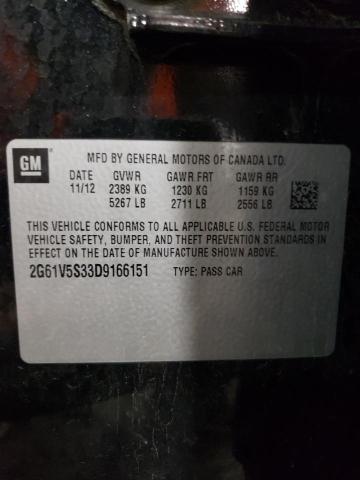 GM
MFD BY GENERAL MOTORS OF CANADA LTD.
DATE GVWR GAWR FRT GAWR RR
11/12 2389 KG 1230 KG 1159 KG
5267 LB 2711 LB 2556 LB
THIS VEHICLE CONFORMS TO ALL APPLICABLE U.S. FEDERAL MOTOR
VEHICLE SAFETY, BUMPER, AND THEFT PREVENTION STANDARDS IN
EFFECT ON THE DATE OF MANUFACTURE SHOWN ABOVE.
2G61V5S33D9166151 TYPE: PASS CAR